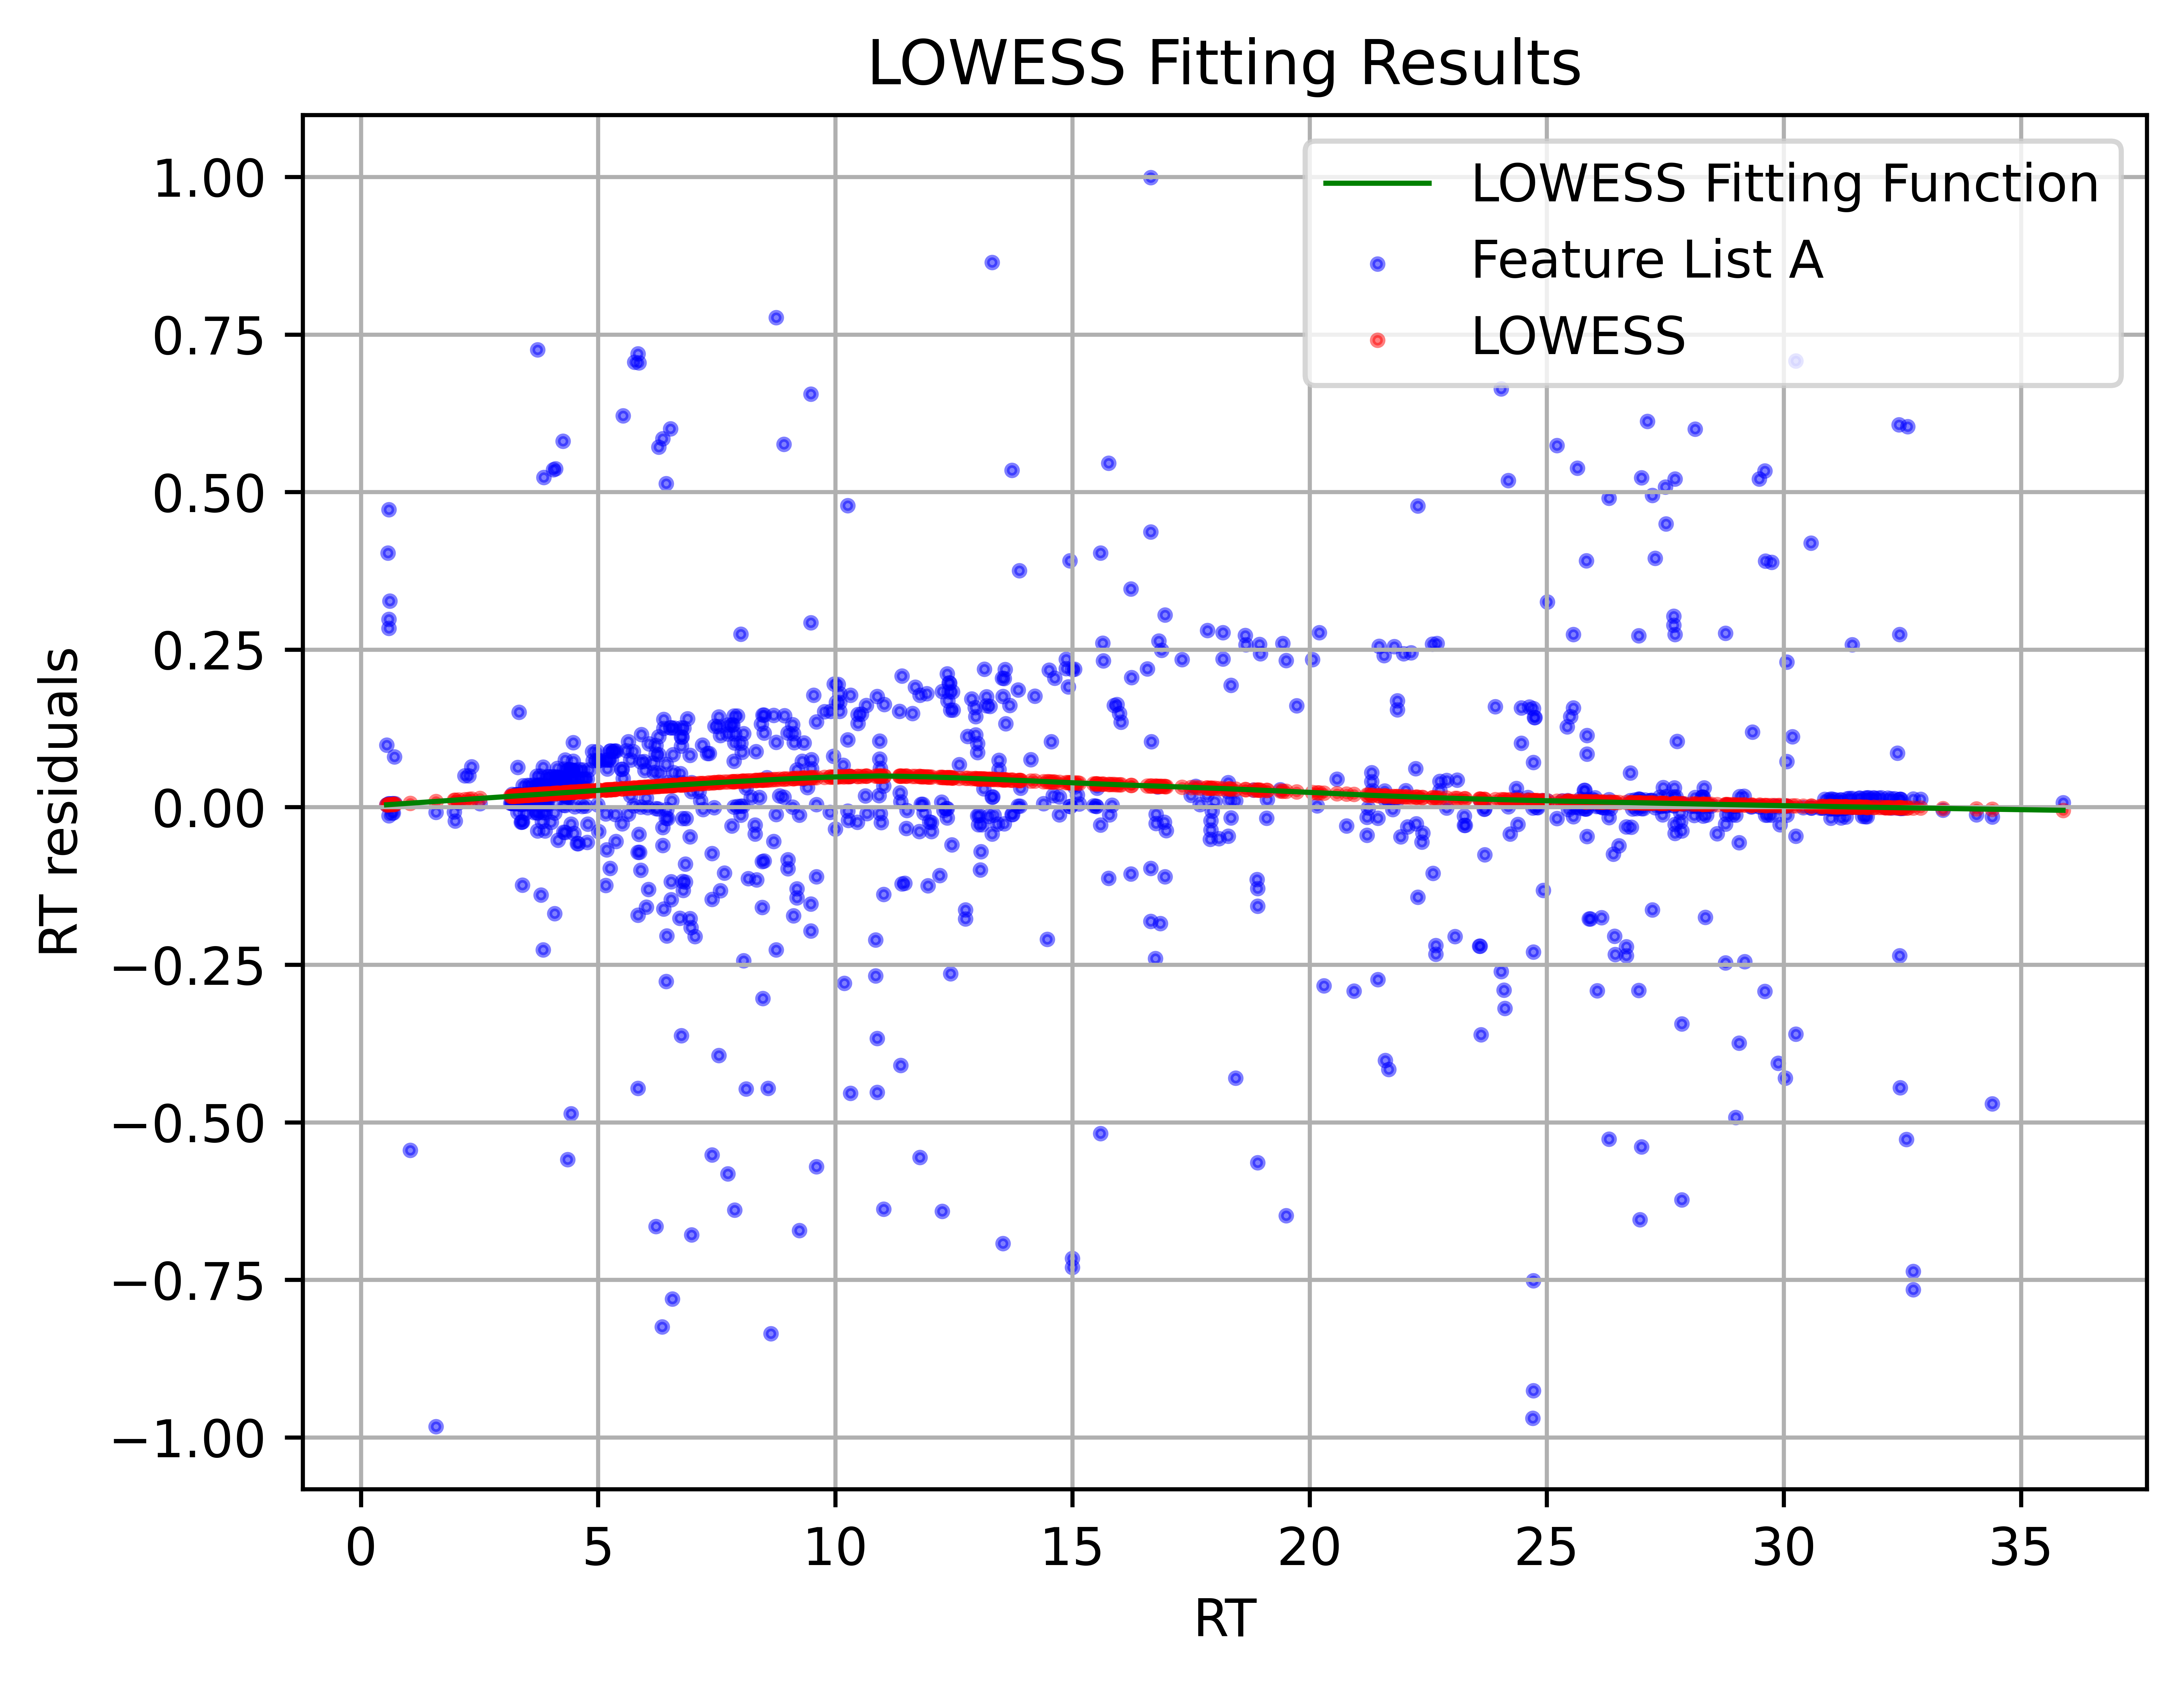 LOWESS Fitting Results
LOWESS Fitting Function
Feature List A
LOWESS
1.00
0.75
0.50
0.25
0.00
−0.25
−0.50
−0.75
−1.00
RT residuals
0 5 10 15 20 25 30 35
RT